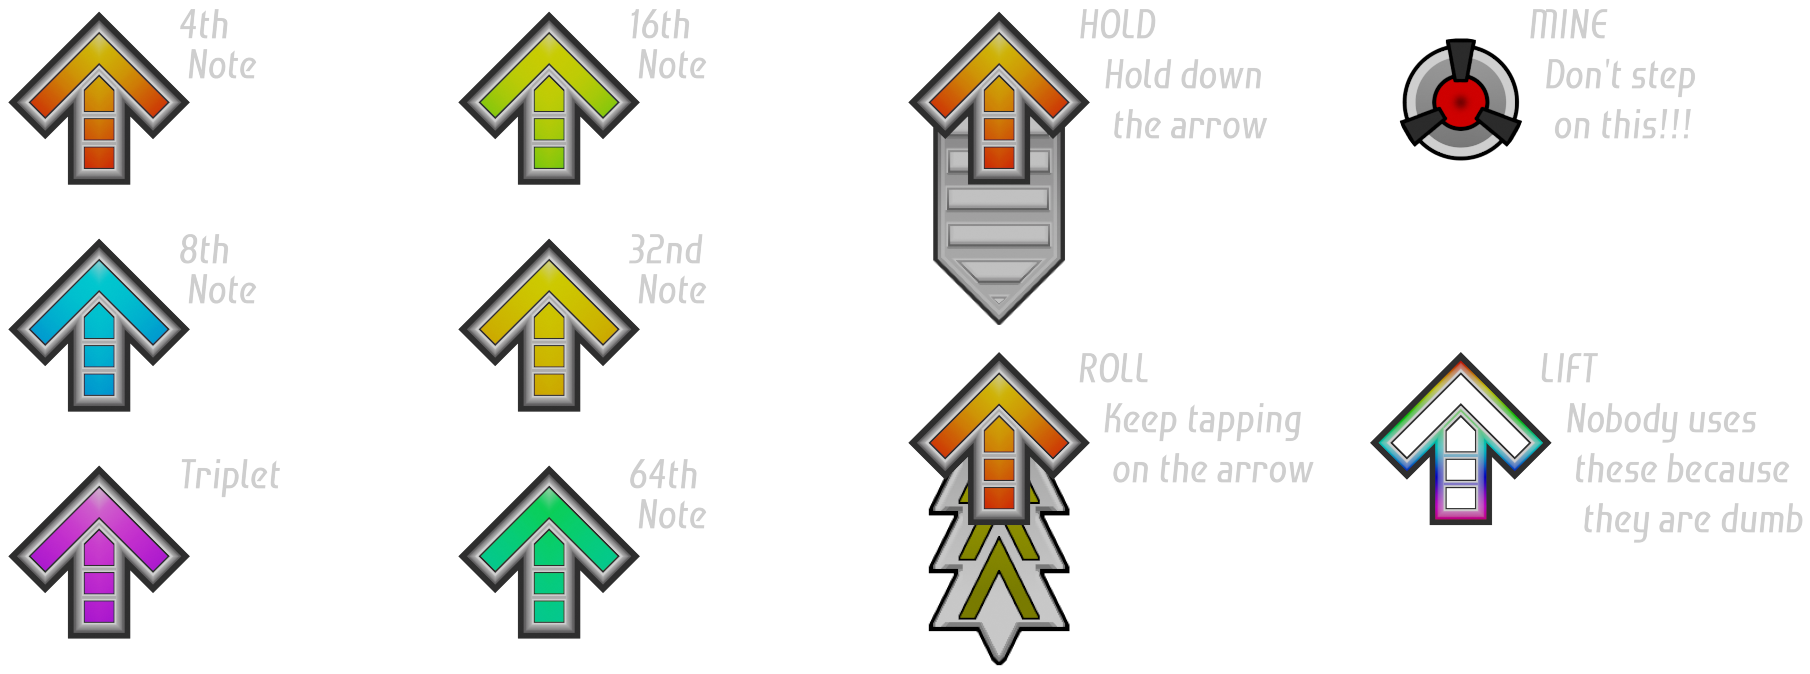 4th
Note
8th
Note
Triplet
16th
Note
32nd
Note
64th
Note
HOLD
Hold down
the arrow
ROLL
Keep tapping
on the arrow
MINE
Don't step
on this!!!
LIFT
Nobody uses
these because
they are dumb